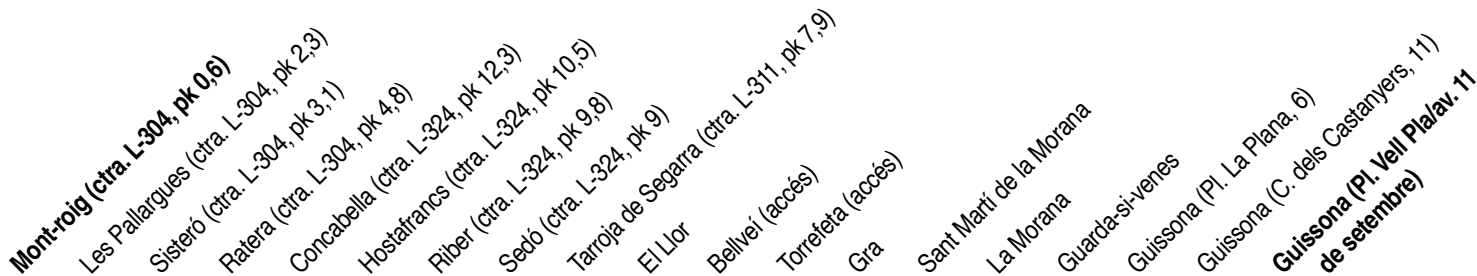 Mont-roig (ctra. L-304, pk 0,6)
Les Pallargues (ctra. L-304, pk 2,3)
Sisteró (ctra. L-304, pk 3,1)
Ratera (ctra. L-304, pk 4,8)
Concabella (ctra. L-324, pk 12,3)
Hostafrancs (ctra. L-324, pk 10,5)
Riber (ctra. L-324, pk 9,8)
Sedó (ctra. L-324, pk 9)
Tarroja de Segarra (ctra. L-311, pk 7,9)
El Llor
Bellveí (accés)
Torrefeta (accés)
Gra
Sant Martí de la Morana
La Morana
Guarda-si-venes
Guissona (Pl. La Plana, 6)
Guissona (C. dels Castanyers, 11)
Guissona (Pl. Vell Pla/av. 11
de setembre)